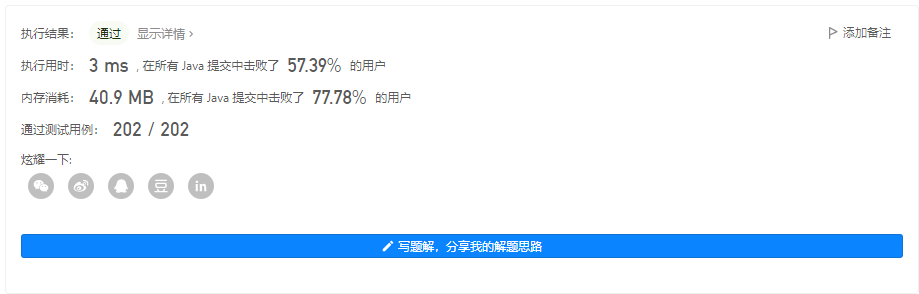 执行结果： 通过 显示详情 › 添加备注
执行用时： 3 ms , 在所有 Java 提交中击败了 57.39% 的用户
内存消耗： 40.9 MB , 在所有 Java 提交中击败了 77.78% 的用户
通过测试用例： 202 / 202
炫耀一下:
豆 in
写题解，分享我的解题思路